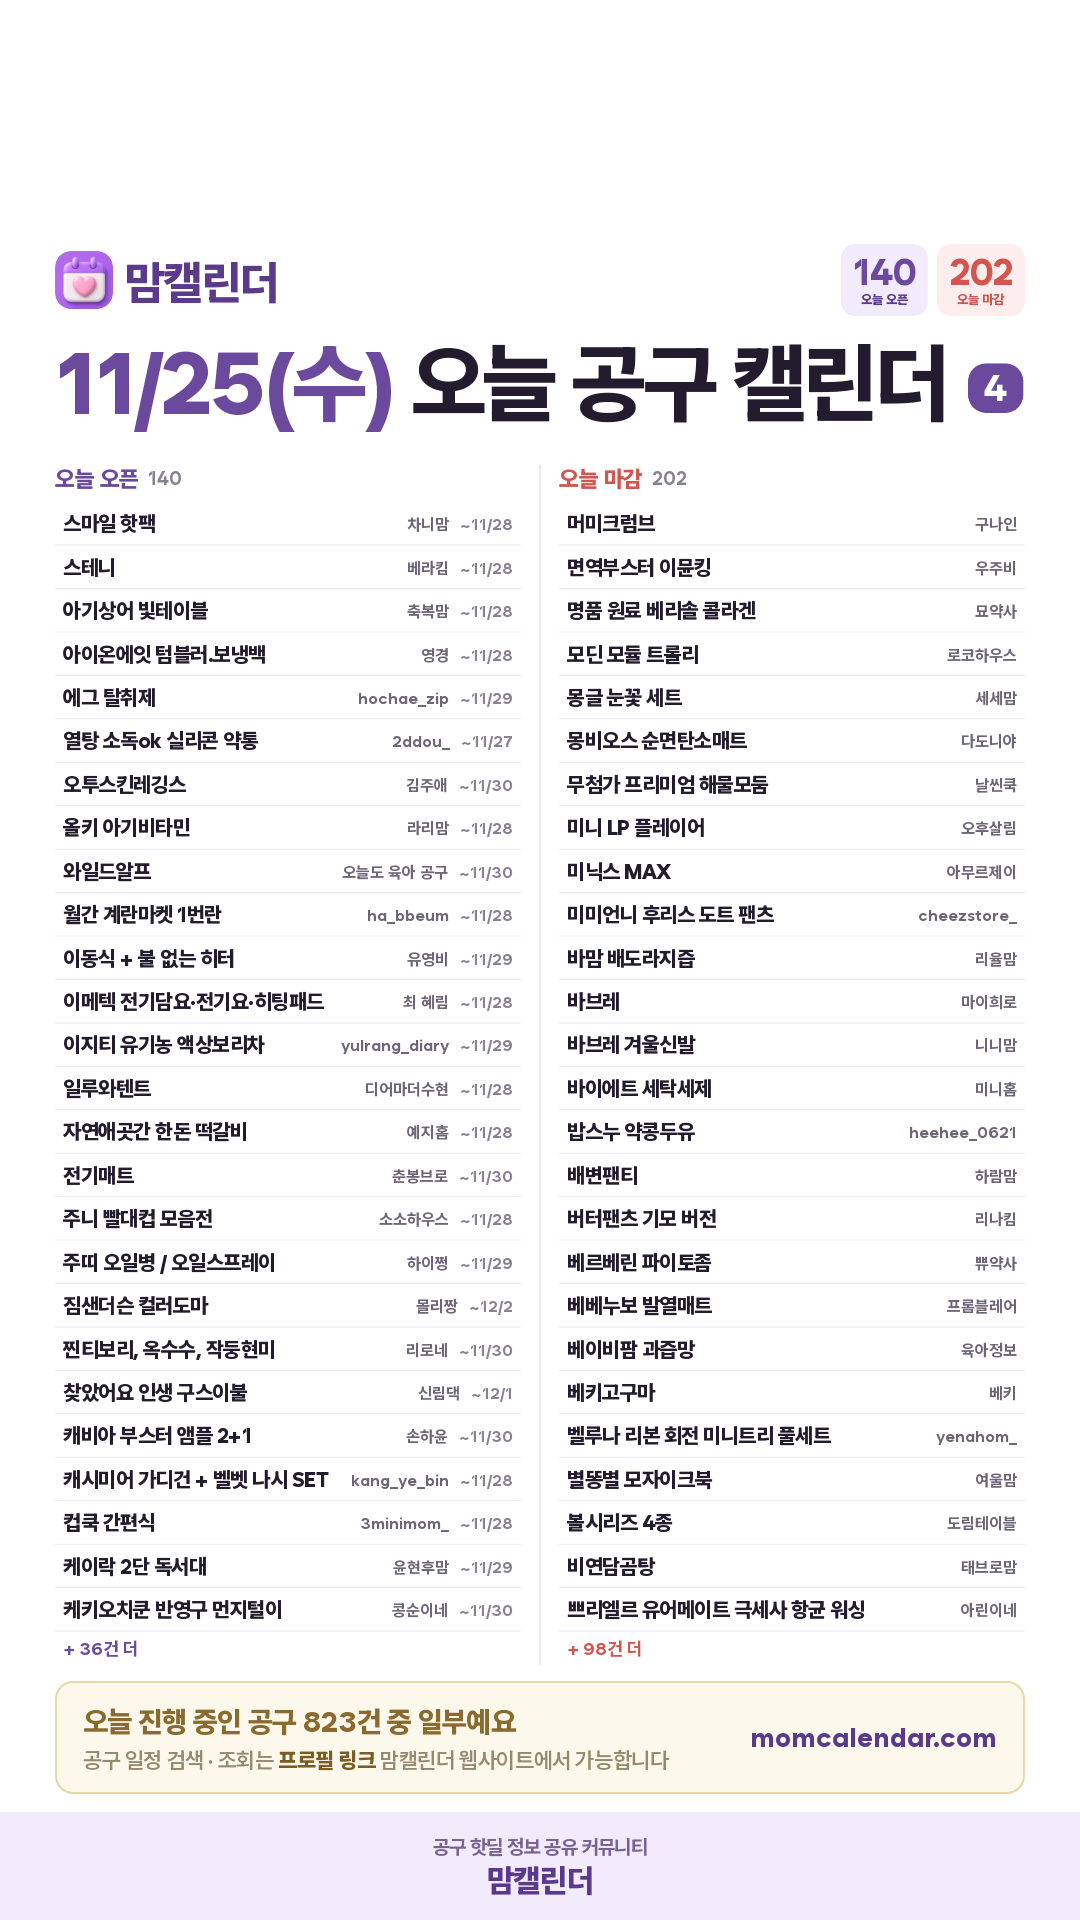 맘캘린더
140
오늘 오픈
202
오늘 마감
11/25(수) 오늘 공구 캘린더 4
오늘 오픈 140
스마일 핫팩 차니맘 ~11/28
스테니 베라킴 ~11/28
아기상어 빛테이블 축복맘 ~11/28
아이온에잇 텀블러.보냉백 영경 ~11/28
에그 탈취제 hochae_zip ~11/29
열탕 소독ok 실리콘 약통 2ddou_ ~11/27
오투스킨레깅스 김주애 ~11/30
올키 아기비타민 라리맘 ~11/28
와일드알프 오늘도 육아 공구 ~11/30
월간 계란마켓 1번란 ha_bbeum ~11/28
이동식 + 불 없는 히터 유영비 ~11/29
이메텍 전기담요·전기요·히팅패드 최 혜림 ~11/28
이지티 유기농 액상보리차 yulrang_diary ~11/29
일루와텐트 디어마더수현 ~11/28
자연애곳간 한돈 떡갈비 예지홈 ~11/28
전기매트 춘봉브로 ~11/30
주니 빨대컵 모음전 소소하우스 ~11/28
주띠 오일병 / 오일스프레이 하이쩡 ~11/29
짐샌더슨 컬러도마 몰리짱 ~12/2
찐티보리, 옥수수, 작둥현미 리로네 ~11/30
찾았어요 인생 구스이불 신림댁 ~12/1
캐비아 부스터 앰플 2+1 손하윤 ~11/30
캐시미어 가디건 + 벨벳 나시 SET kang_ye_bin ~11/28
컵쿡 간편식 3minimom_ ~11/28
케이락 2단 독서대 윤현후맘 ~11/29
케키오치쿤 반영구 먼지털이 콩순이네 ~11/30
+ 36건 더
오늘 마감 202
머미크럼브 구나인
면역부스터 이뮨킹 우주비
명품 원료 베리솔 콜라겐 묘약사
모딘 모듈 트롤리 로코하우스
몽글 눈꽃 세트 세세맘
몽비오스 순면탄소매트 다도니야
무첨가 프리미엄 해물모둠 날씬쿡
미니 LP 플레이어 오후살림
미닉스 MAX 아무르제이
미미언니 후리스 도트 팬츠 cheezstore_
바맘 배도라지즙 리율맘
바브레 마이희로
바브레 겨울신발 니니맘
바이에트 세탁세제 미니홈
밥스누 약콩두유 heehee_0621
배변팬티 하람맘
버터팬츠 기모 버전 리나킴
베르베린 파이토좀 쀼약사
베베누보 발열매트 프롬블레어
베이비팜 과즙망 육아정보
베키고구마 베키
벨루나 리본 회전 미니트리 풀세트 yenahom_
별똥별 모자이크북 여울맘
볼시리즈 4종 도림테이블
비연담곰탕 태브로맘
쁘리엘르 유어메이트 극세사 항균 워싱 아린이네
+ 98건 더
오늘 진행 중인 공구 823건 중 일부예요
공구 일정 검색 · 조회는 프로필 링크 맘캘린더 웹사이트에서 가능합니다
momcalendar.com
공구 핫딜 정보 공유 커뮤니티
맘캘린더